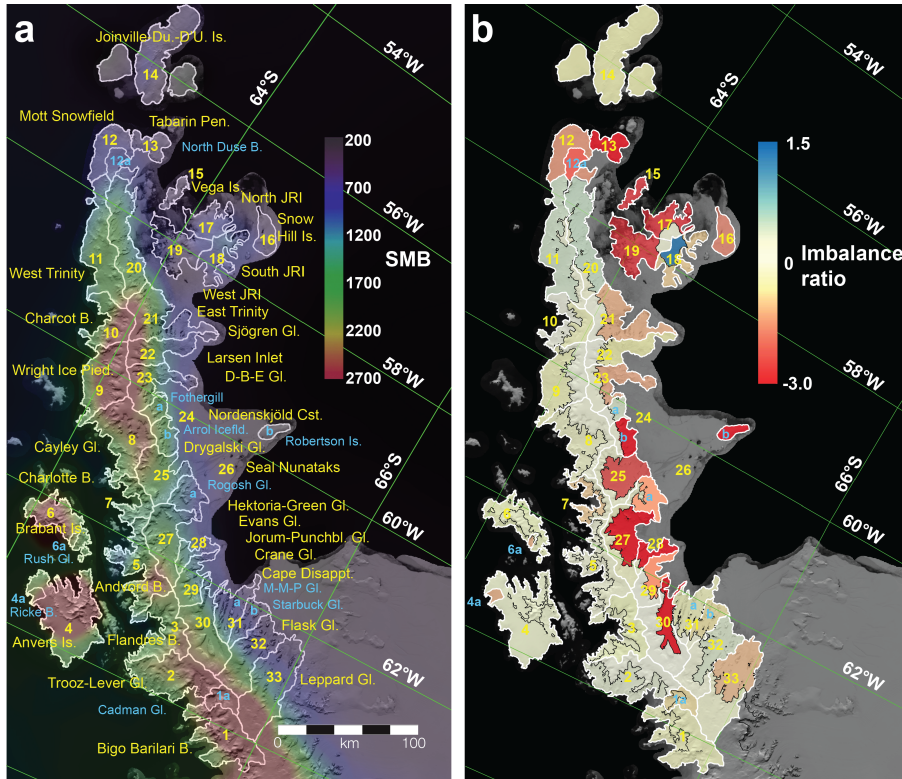 a
Joinville-Du.-D'U. Is.
54°W
14
64°S
Mott Snowfield
Tabarin Pen.
12
13
North Duse B.
12a
200
15
Vega Is.
700
North JRI
56°W
17
Snow
Hill Is.
16
1200
SMB
19
18
11
20
South JRI
West Trinity
1700
West JRI
East Trinity
21
Charcot B.
10
Sjögren Gl.
2200
22
Larsen Inlet
58°W
Wright Ice Pied.
23
D-B-E Gl.
2700
9
Fothergill
a
24
Nordenskjöld Cst.
b
Arrol Icefld.
b
Robertson Is.
8
Cayley Gl.
Drygalski Gl.
66°S
26
Seal Nunataks
25
Charlotte B.
Rogosh Gl.
a
60°W
7
Hektoria-Green Gl.
6
Brabant Is.
Evans Gl.
27
28
Jorum-Punchbl. Gl.
6a
Rush Gl.
5
Crane Gl.
Cape Disappt.
Andvord B.
29
M-M-P Gl.
4a
a
Ricke B
b
Starbuck Gl.
4
3
30
31
Flask Gl.
Anvers Is.
Flandres B.
32
62°W
2
33
Leppard Gl.
Trooz-Lever Gl
1a
Cadman Gl.
0
km
100
1
Bigo Barilari B.
b
54°W
14
64°S
12
13
1.5
12a
15
56°W
17
16
0
Imbalance
ratio
19
18
11
20
21
10
-3.0
22
58°W
23
9
a
24
b
b
8
66°S
25
26
a
60°W
7
6
27
28
6a
5
29
4a
a
b
4
3
30
31
32
62°W
2
33
1a
1